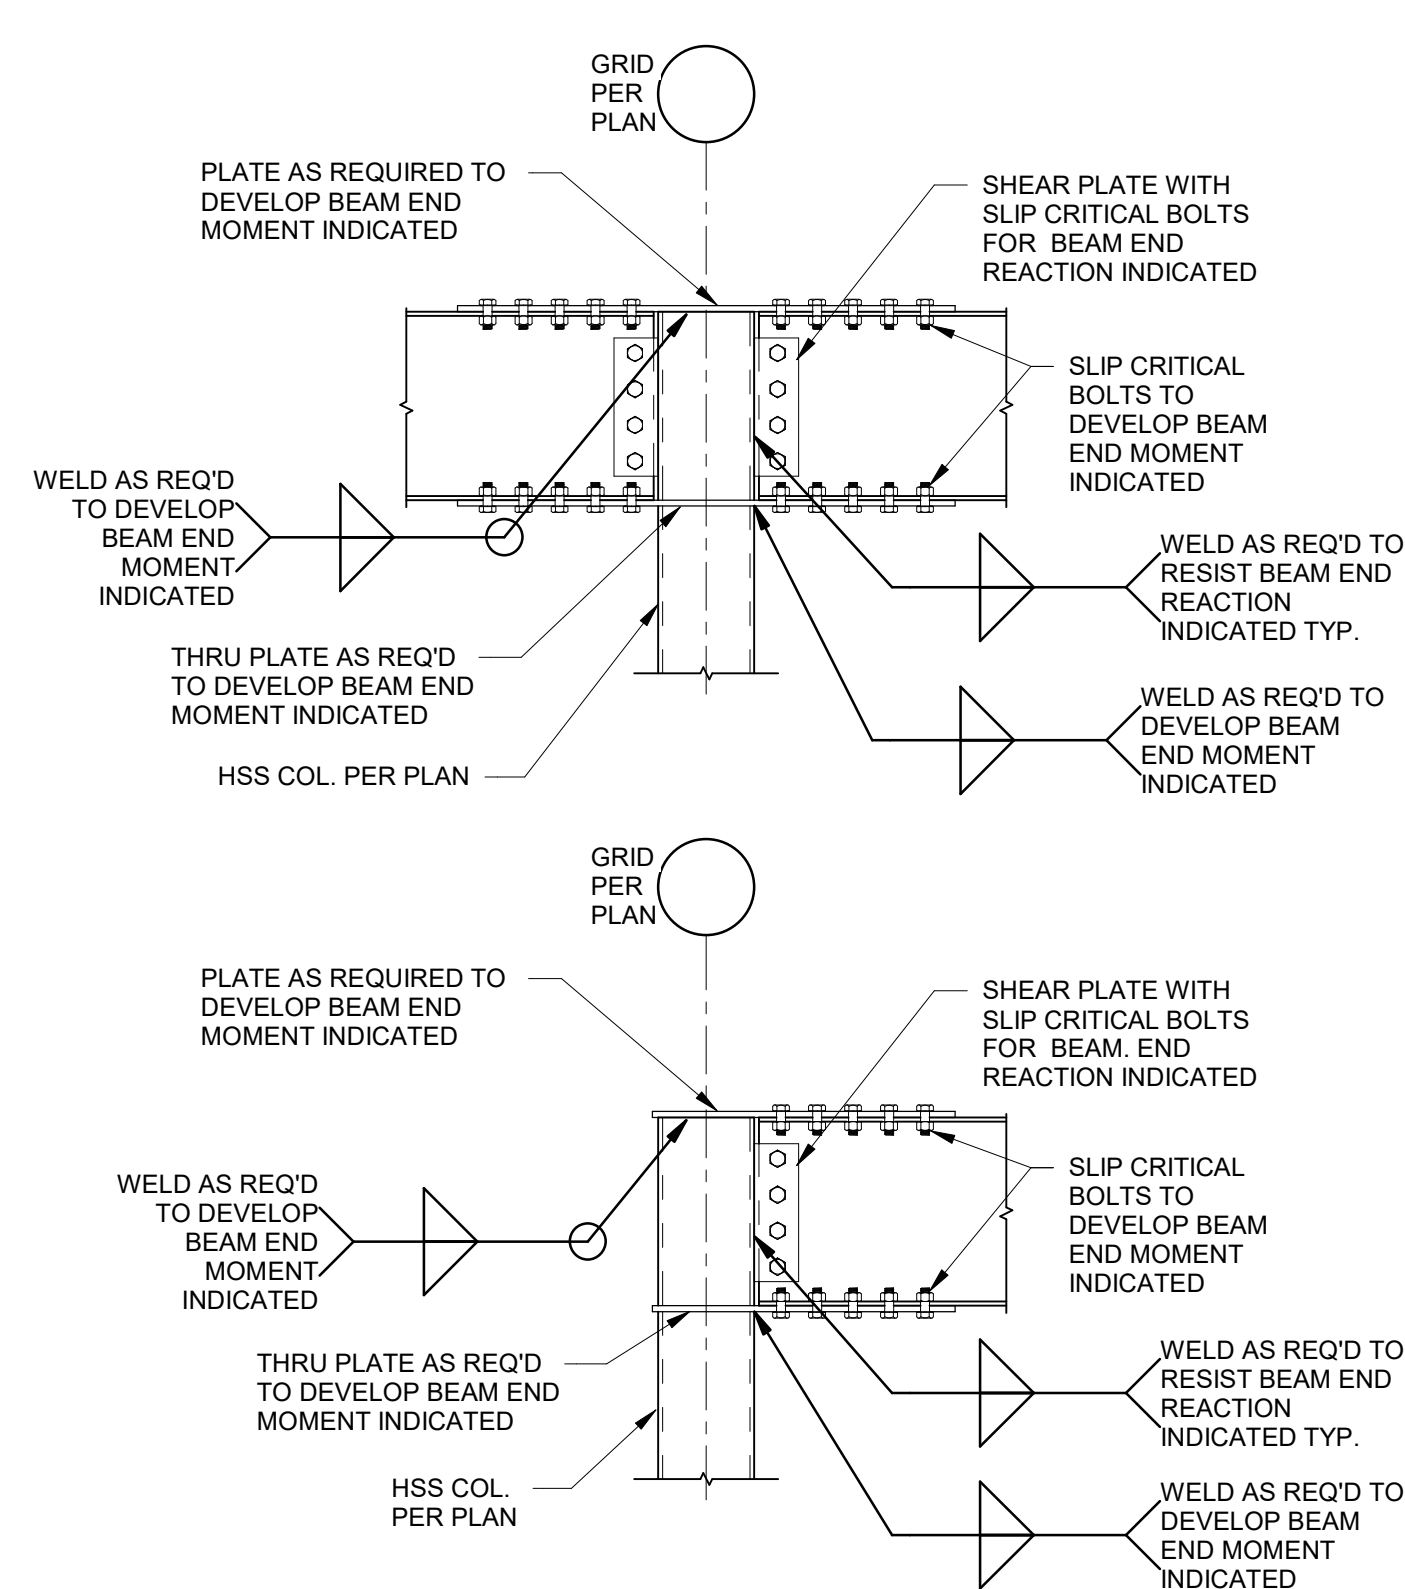 GRID
PER
PLAN
PLATE AS REQUIRED TO
DEVELOP BEAM END
MOMENT INDICATED
SHEAR PLATE WITH
SLIP CRITICAL BOLTS
FOR BEAM END
REACTION INDICATED
SLIP CRITICAL
BOLTS TO
DEVELOP BEAM
END MOMENT
INDICATED
WELD AS REQ'D
TO DEVELOP
BEAM END
MOMENT
INDICATED
WELD AS REQ'D TO
RESIST BEAM END
REACTION
INDICATED TYP.
THRU PLATE AS REQ'D
TO DEVELOP BEAM END
MOMENT INDICATED
WELD AS REQ'D TO
DEVELOP BEAM
END MOMENT
INDICATED
HSS COL. PER PLAN
GRID
PER
PLAN
PLATE AS REQUIRED TO
DEVELOP BEAM END
MOMENT INDICATED
SHEAR PLATE WITH
SLIP CRITICAL BOLTS
FOR BEAM. END
REACTION INDICATED
SLIP CRITICAL
BOLTS TO
DEVELOP BEAM
END MOMENT
INDICATED
WELD AS REQ'D
TO DEVELOP
BEAM END
MOMENT
INDICATED
THRU PLATE AS REQ'D
TO DEVELOP BEAM END
MOMENT INDICATED
WELD AS REQ'D TO
RESIST BEAM END
REACTION
INDICATED TYP.
HSS COL.
PER PLAN
WELD AS REQ'D TO
DEVELOP BEAM
END MOMENT
INDICATED